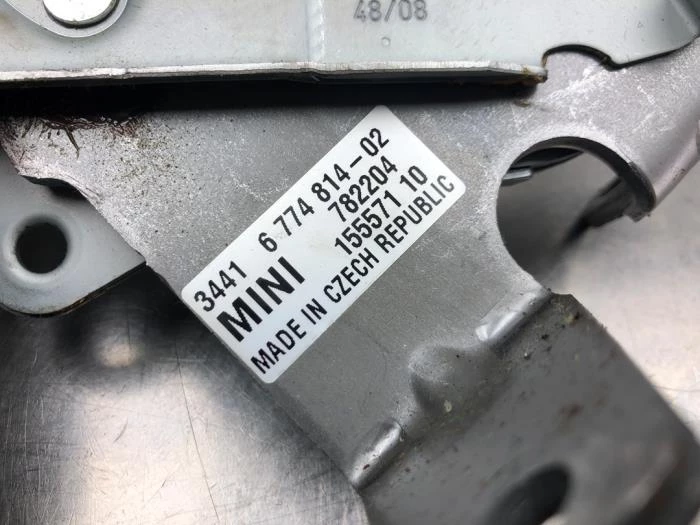 48/08
3441 6 774 814-02
782204
MINI 155571 10
MADE IN CZECH REPUBLIC